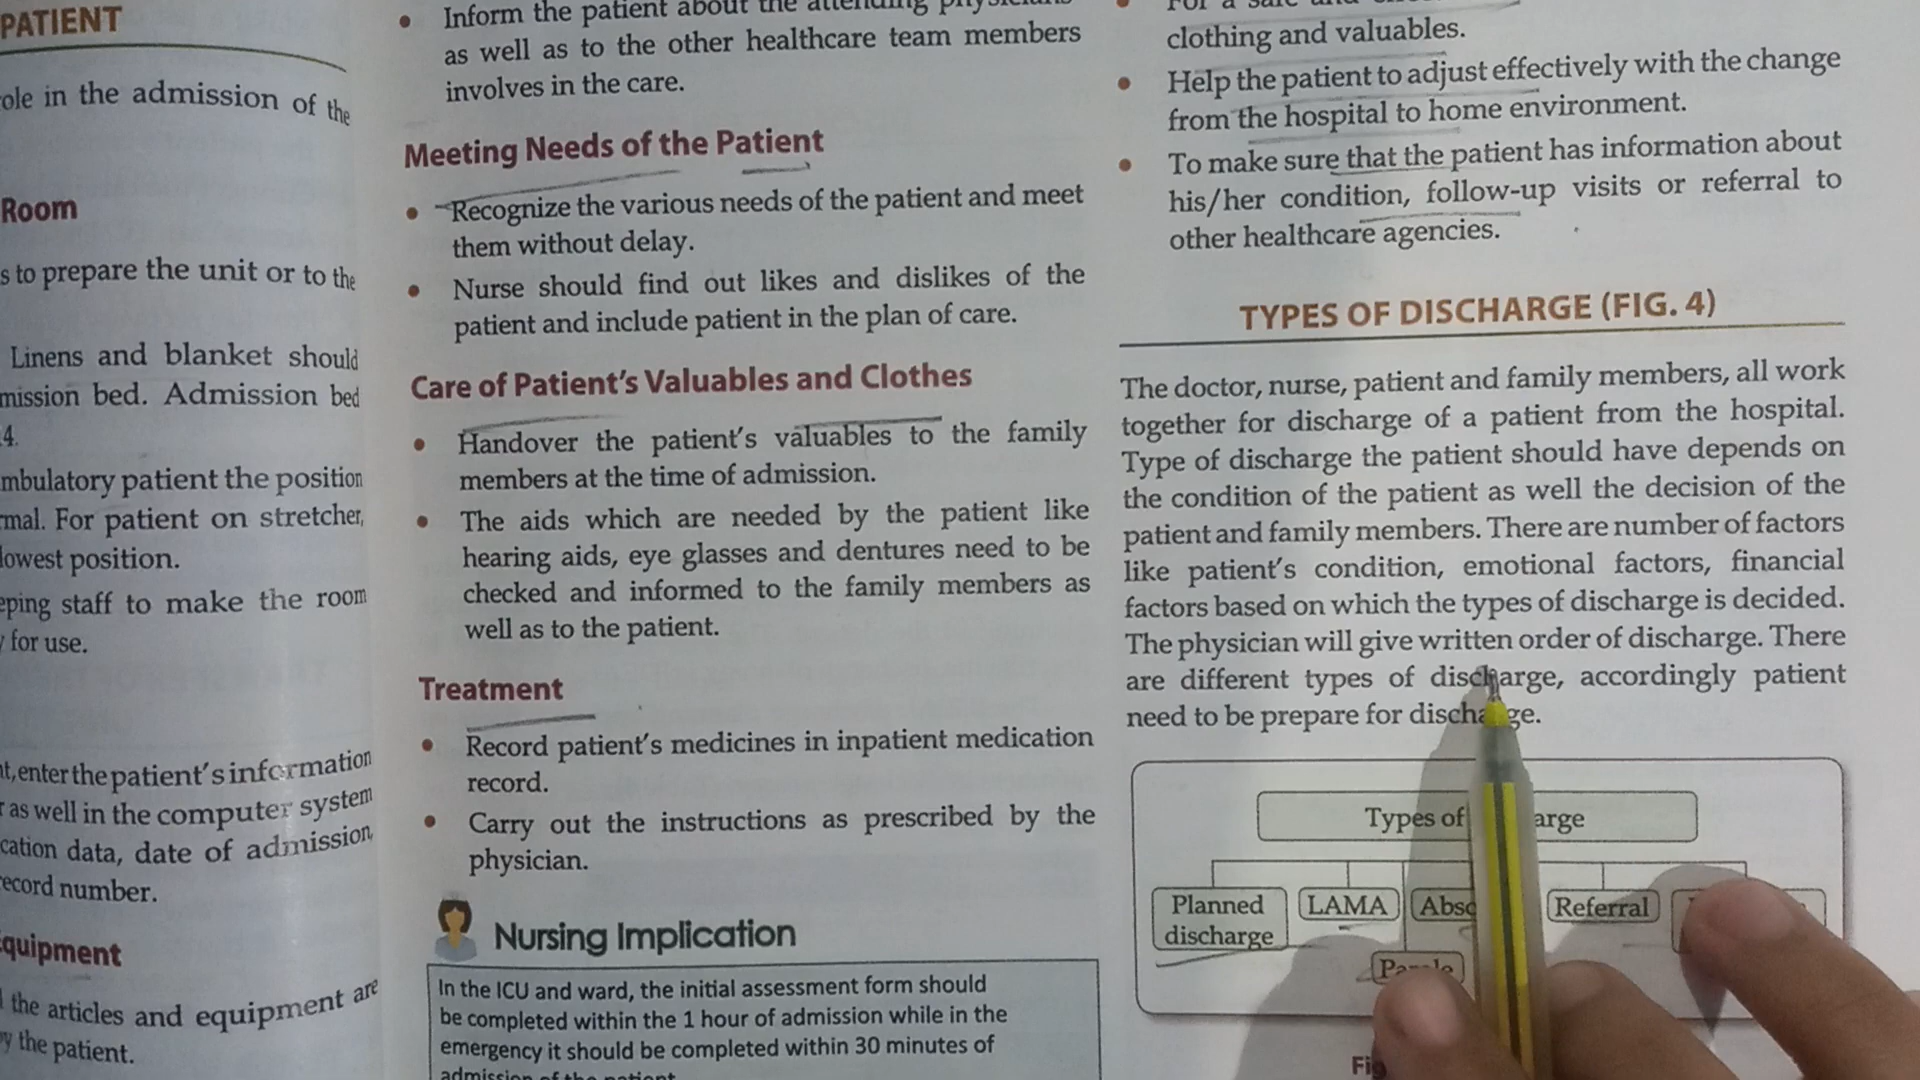 PATIENT
ole in the admission of the
Room
s to prepare the unit or to the
Linens and blanket should
mission bed. Admission bed
4.
mbulatory patient the position
rmal. For patient on stretcher,
lowest position.
eping staff to make the room
for use.
t, enter the patient's information
r as well in the computer system
cation data, date of admission,
record number.
quipment
the articles and equipment are
y the patient.
• Inform the patient about the attending physicians
as well as to the other healthcare team members
involves in the care.
Meeting Needs of the Patient
• Recognize the various needs of the patient and meet
them without delay.
• Nurse should find out likes and dislikes of the
patient and include patient in the plan of care.
Care of Patient's Valuables and Clothes
• Handover the patient's valuables to the family
members at the time of admission.
• The aids which are needed by the patient like
hearing aids, eye glasses and dentures need to be
checked and informed to the family members as
well as to the patient.
Treatment
• Record patient's medicines in inpatient medication
record.
• Carry out the instructions as prescribed by the
physician.
Nursing Implication
In the ICU and ward, the initial assessment form should
be completed within the 1 hour of admission while in the
emergency it should be completed within 30 minutes of
admission of the patient
• For a safe and
clothing and valuables.
• Help the patient to adjust effectively with the change
from the hospital to home environment.
• To make sure that the patient has information about
his/her condition, follow-up visits or referral to
other healthcare agencies.
TYPES OF DISCHARGE (FIG. 4)
The doctor, nurse, patient and family members, all work
together for discharge of a patient from the hospital.
Type of discharge the patient should have depends on
the condition of the patient as well the decision of the
patient and family members. There are number of factors
like patient's condition, emotional factors, financial
factors based on which the types of discharge is decided.
The physician will give written order of discharge. There
are different types of discharge, accordingly patient
need to be prepare for discharge.
Types of arge
Planned
discharge
LAMA
Absc
Referral
Fig